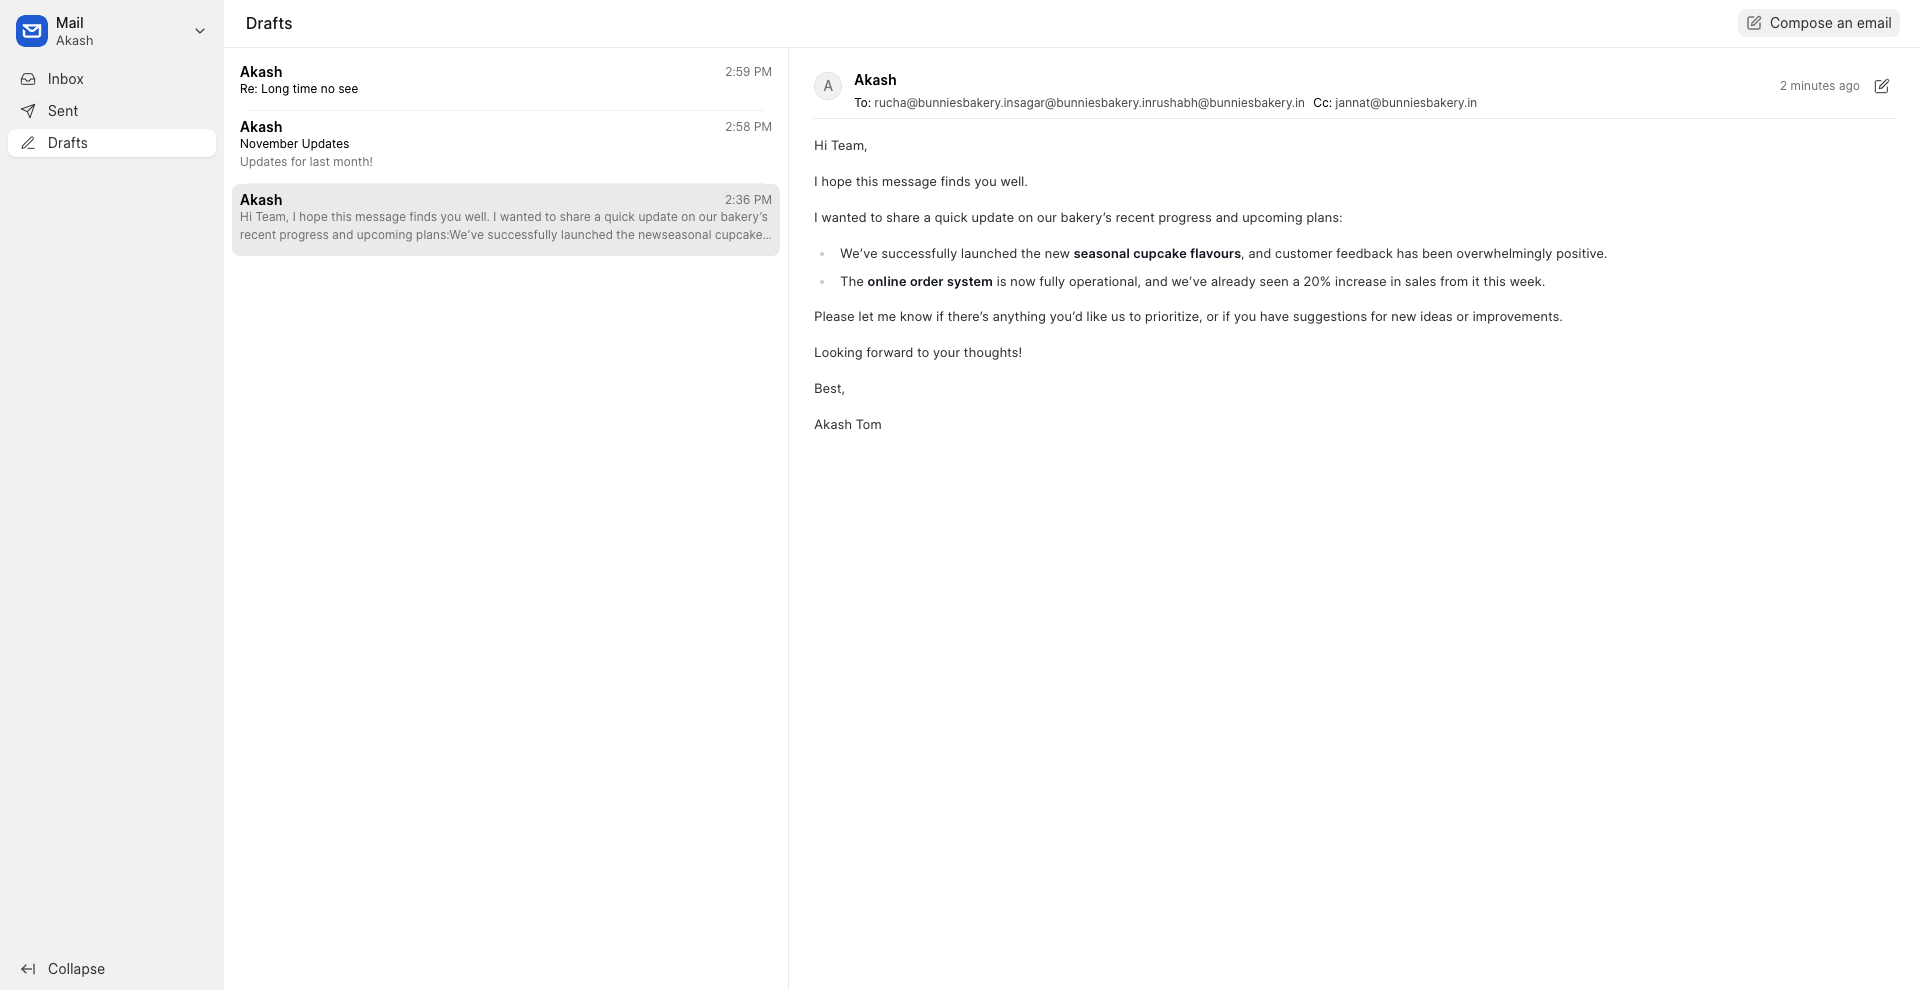 Mail
Akash
Inbox
Sent
Drafts
Collapse
Drafts
Compose an email
Akash 2:59 PM
Re: Long time no see
Akash 2:58 PM
November Updates
Updates for last month!
Akash 2:36 PM
Hi Team, I hope this message finds you well. I wanted to share a quick update on our bakery’s
recent progress and upcoming plans:We’ve successfully launched the newseasonal cupcake...
A
Akash
2 minutes ago
To: rucha@bunniesbakery.insagar@bunniesbakery.inrushabh@bunniesbakery.in Cc: jannat@bunniesbakery.in
Hi Team,
I hope this message finds you well.
I wanted to share a quick update on our bakery’s recent progress and upcoming plans:
• We’ve successfully launched the new seasonal cupcake flavours, and customer feedback has been overwhelmingly positive.
• The online order system is now fully operational, and we’ve already seen a 20% increase in sales from it this week.
Please let me know if there’s anything you’d like us to prioritize, or if you have suggestions for new ideas or improvements.
Looking forward to your thoughts!
Best,
Akash Tom